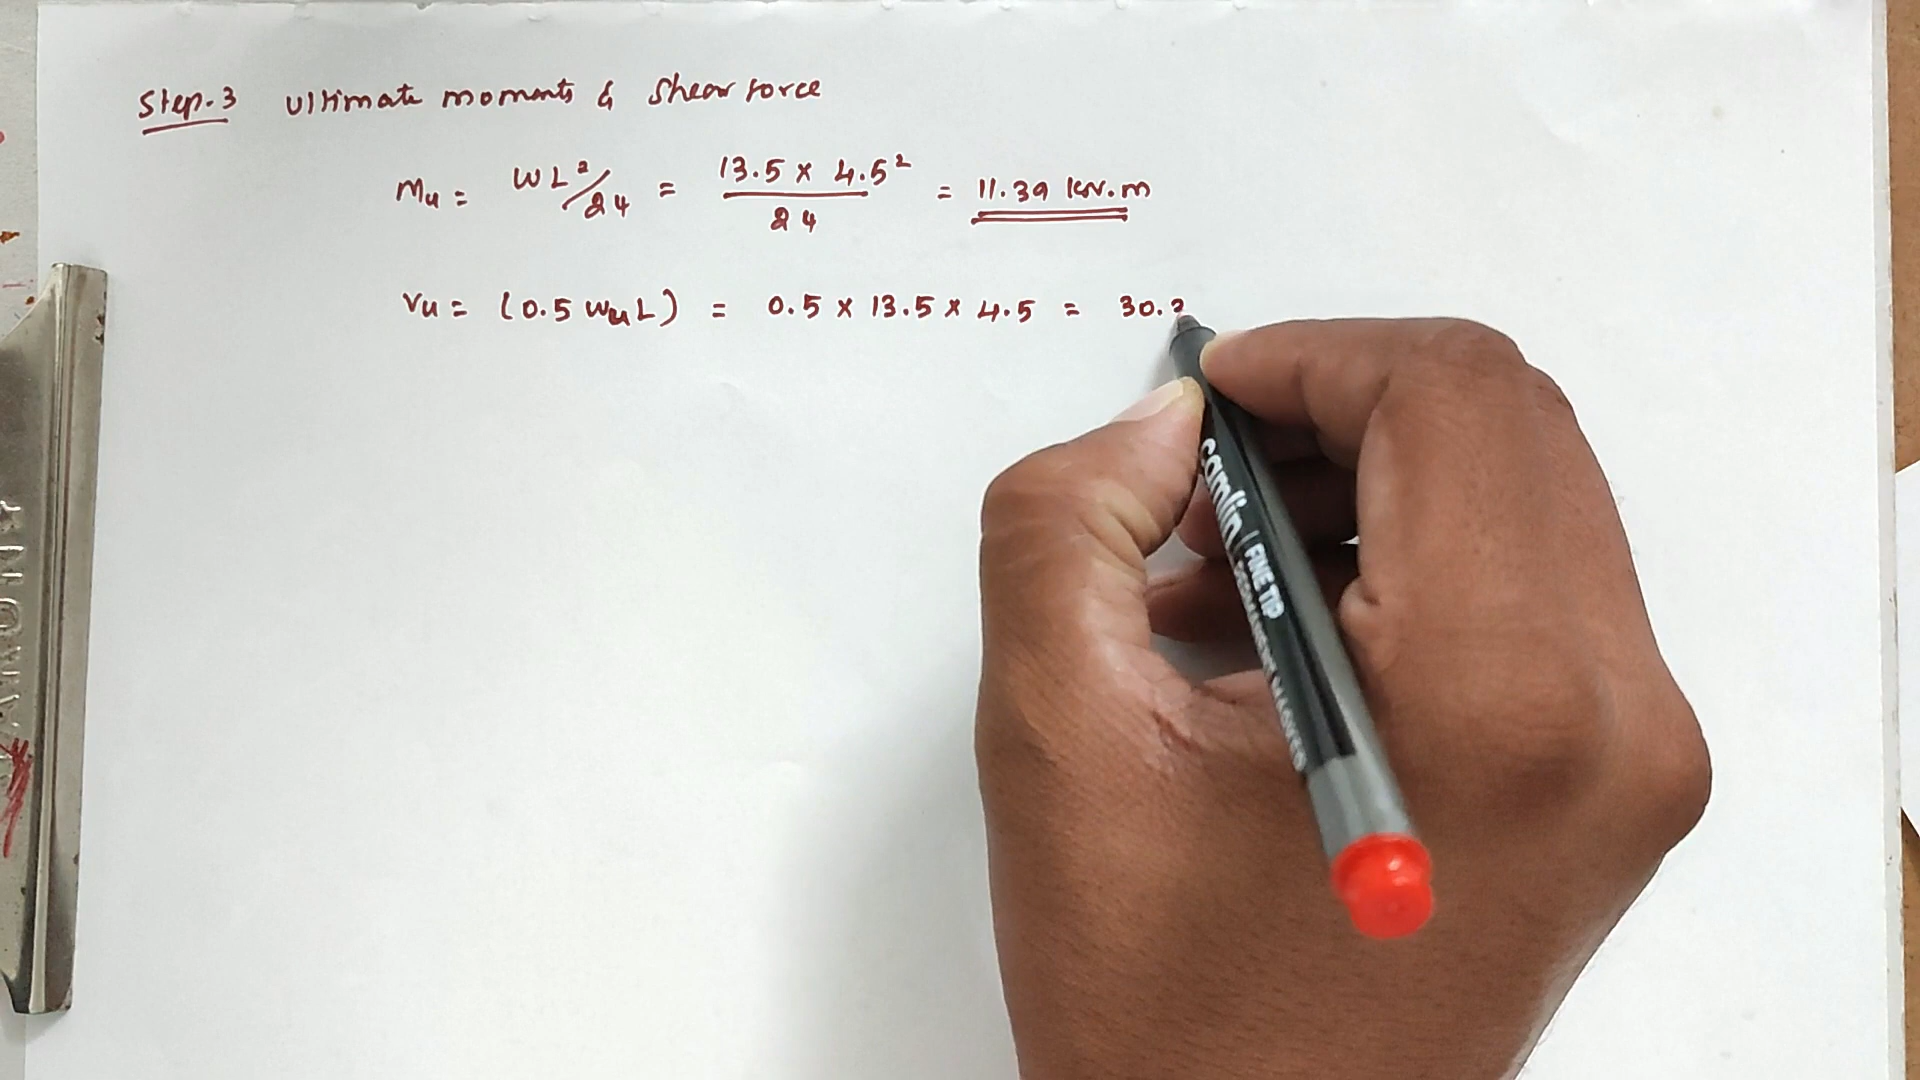 Step.3 Ultimate moments & Shear force
Mu = WL²/24 = 13.5 x 4.5² / 24 = 11.39 kN.m
Vu = (0.5 WuL) = 0.5 x 13.5 x 4.5 = 30.3
camlin FINE TIP